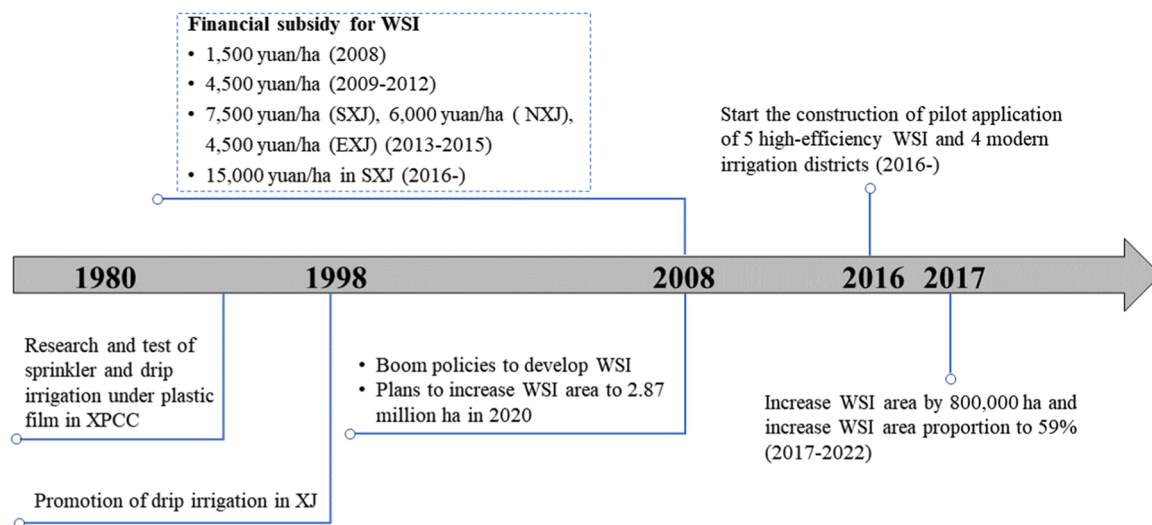 Financial subsidy for WSI
• 1,500 yuan/ha (2008)
• 4,500 yuan/ha (2009-2012)
• 7,500 yuan/ha (SXJ), 6,000 yuan/ha ( NXJ),
4,500 yuan/ha (EXJ) (2013-2015)
• 15,000 yuan/ha in SXJ (2016-)
Start the construction of pilot application
of 5 high-efficiency WSI and 4 modern
irrigation districts (2016-)
1980 1998 2008 2016 2017
Research and test of
sprinkler and drip
irrigation under plastic
film in XPCC
• Boom policies to develop WSI
• Plans to increase WSI area to 2.87
million ha in 2020
Increase WSI area by 800,000 ha and
increase WSI area proportion to 59%
(2017-2022)
Promotion of drip irrigation in XJ